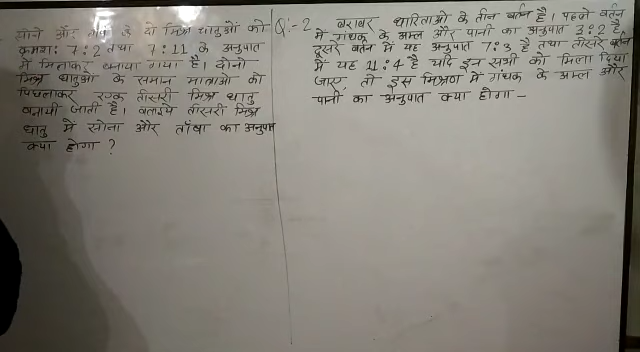 सोने और तांबे के दो मिश्र धातुओं को
क्रमश: 7:2 तथा 7:11 के अनुपात
में मिलाकर बनाया गया है। दोनो
मिश्र धातुओं के समान मात्राओ को
पिघलाकर एक तीसरी मिश्र धातु
बनायी जाती है। बताइये तीसरी मिश्र
धातु में सोना और ताँबा का अनुपात
क्या होगा ?
Q:-2 बराबर धारिताओ के तीन बर्तन है। पहले बर्तन
में गंधक के अम्ल और पानी का अनुपात 3:2 है
दूसरे बर्तन में यह अनुपात 7:3 है तथा तीसरे बर्तन
में यह 11:4 है यदि इन सभी को मिला दिया
जाए, तो इस मिश्रण में गंधक के अम्ल और
पानी का अनुपात क्या होगा –